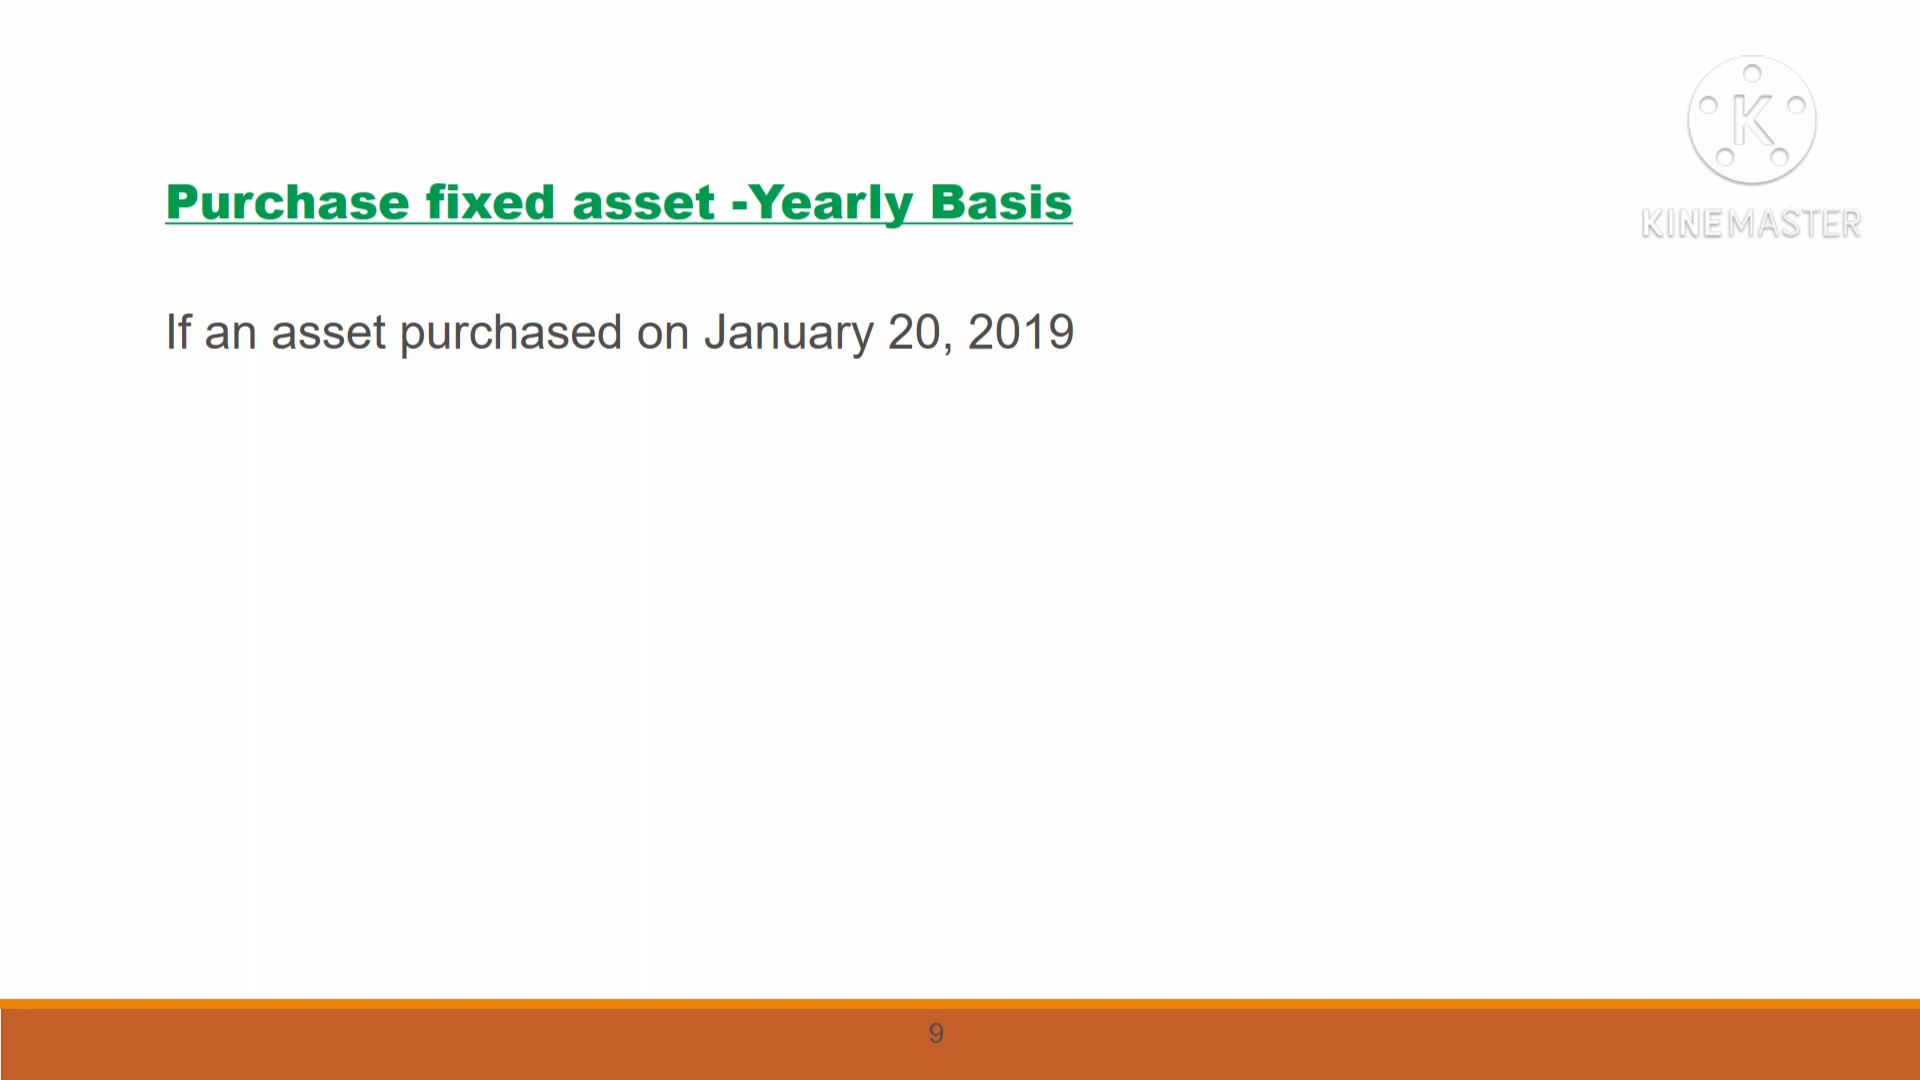 K
KINEMASTER
Purchase fixed asset -Yearly Basis
If an asset purchased on January 20, 2019
9